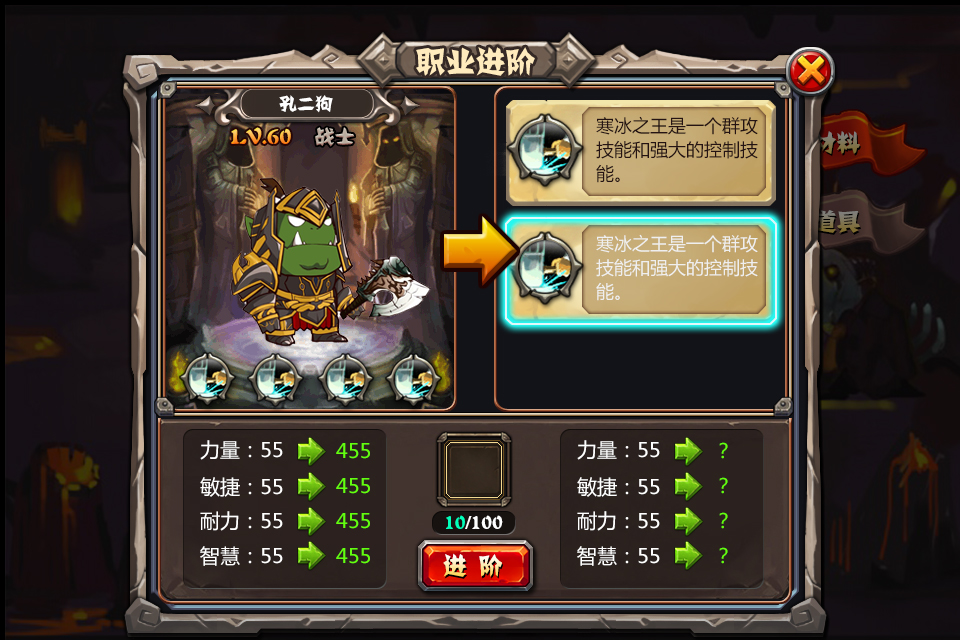 职业进阶
孔二狗
LV.60 战士
寒冰之王是一个群攻
技能和强大的控制技
能。
材料
道具
寒冰之王是一个群攻
技能和强大的控制技
能。
力量：55 455
敏捷：55 455
耐力：55 455
智慧：55 455
10/100
进 阶
力量：55 ?
敏捷：55 ?
耐力：55 ?
智慧：55 ?